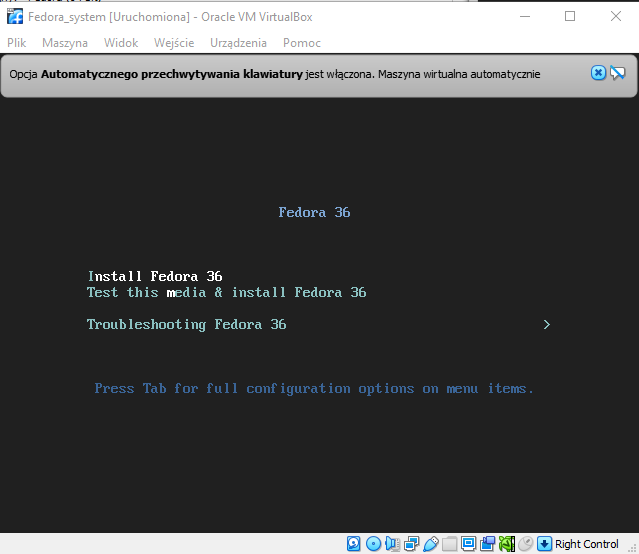 Fedora_system [Uruchomiona] - Oracle VM VirtualBox
Plik Maszyna Widok Wejście Urządzenia Pomoc
Opcja Automatycznego przechwytywania klawiatury jest włączona. Maszyna wirtualna automatycznie
Fedora 36
Install Fedora 36
Test this media & install Fedora 36
Troubleshooting Fedora 36 >
Press Tab for full configuration options on menu items.
Right Control